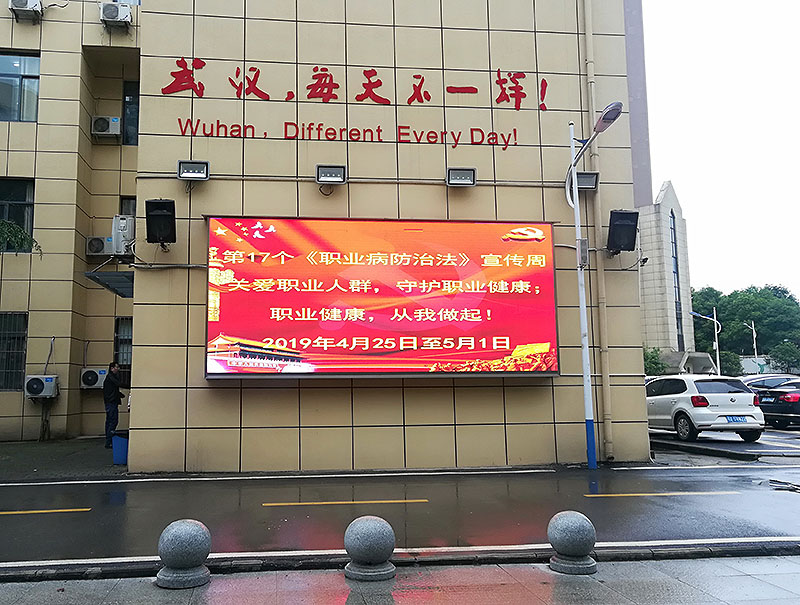 武汉，每天不一样！
Wuhan, Different Every Day!
第17个《职业病防治法》宣传周
关爱职业人群，守护职业健康；
职业健康，从我做起！
2019年4月25日至5月1日